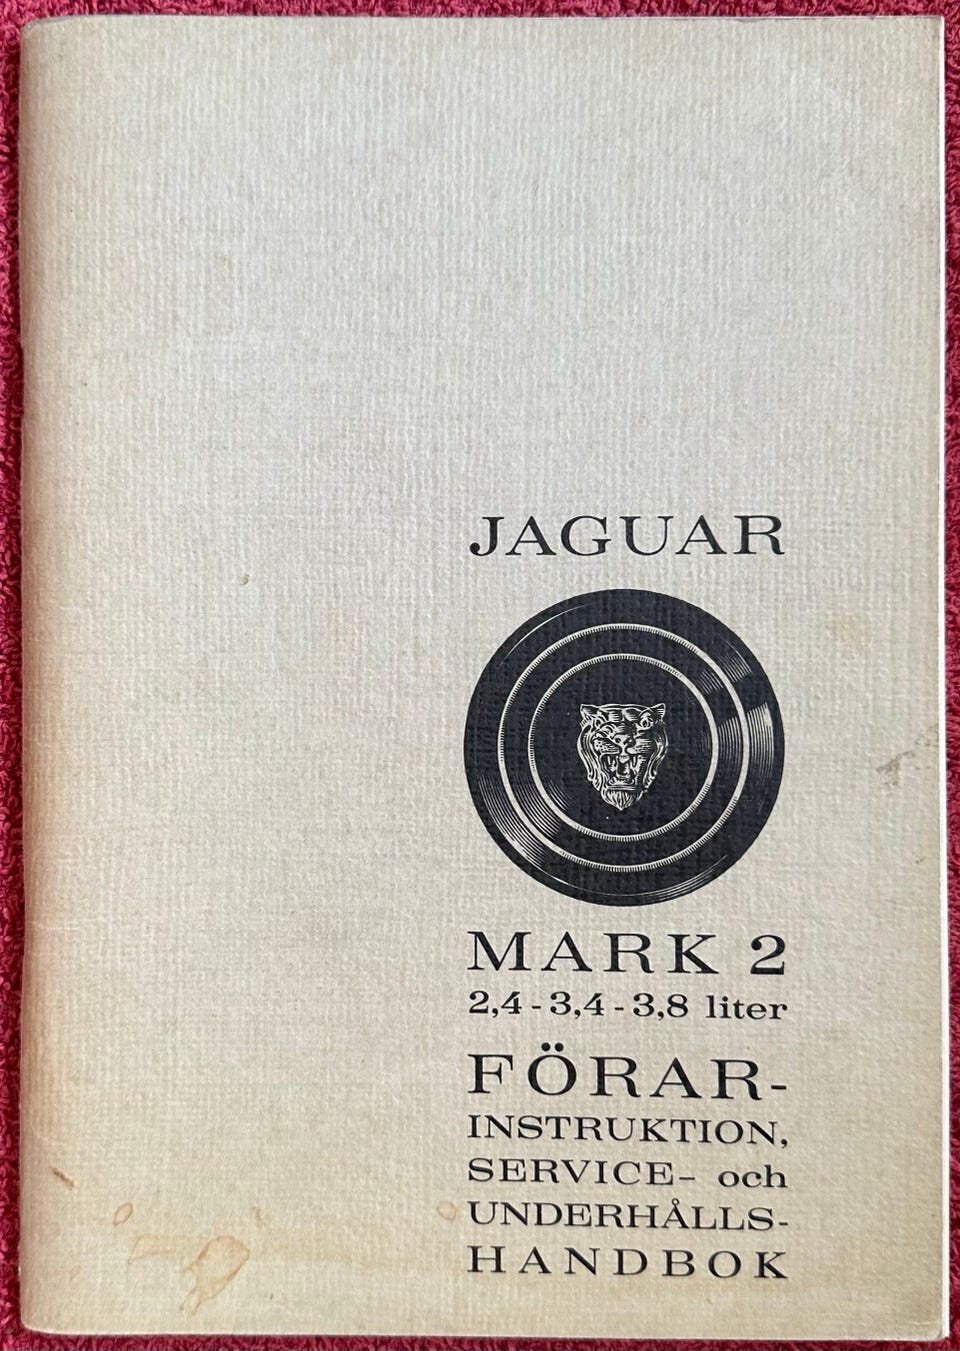 JAGUAR
MARK 2
2,4 - 3,4 - 3,8 liter
FÖRAR-
INSTRUKTION,
SERVICE- och
UNDERHÅLLS-
HANDBOK